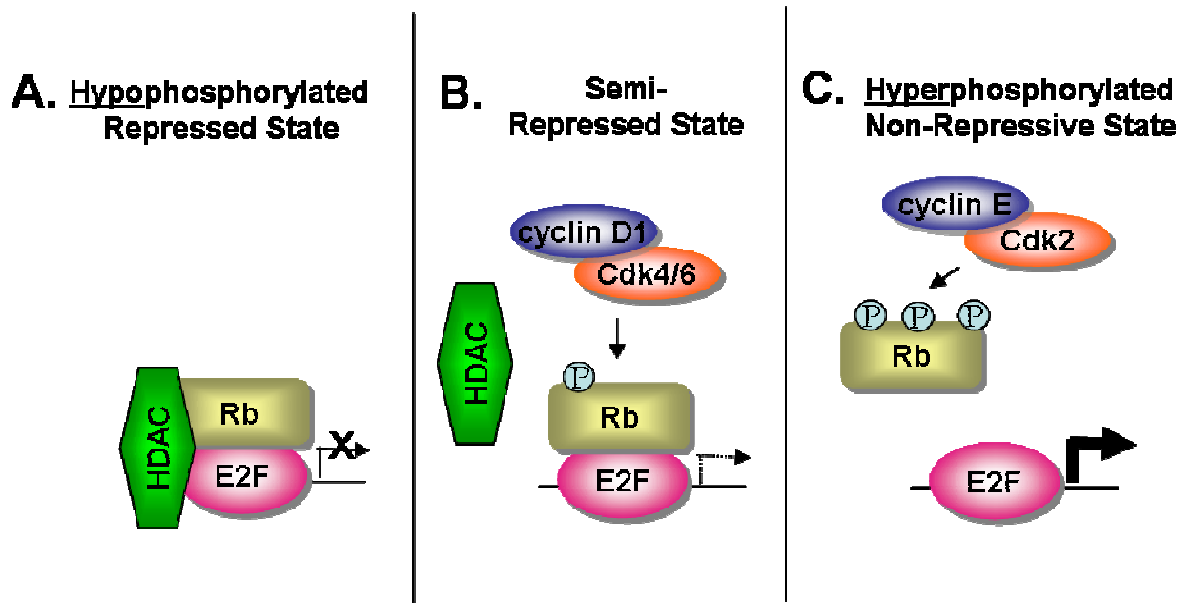 A. Hypophosphorylated
Repressed State
HDAC
Rb
E2F
X
B. Semi-
Repressed State
cyclin D1
Cdk4/6
HDAC
P
Rb
E2F
C. Hyperphosphorylated
Non-Repressive State
cyclin E
Cdk2
P P P
Rb
E2F